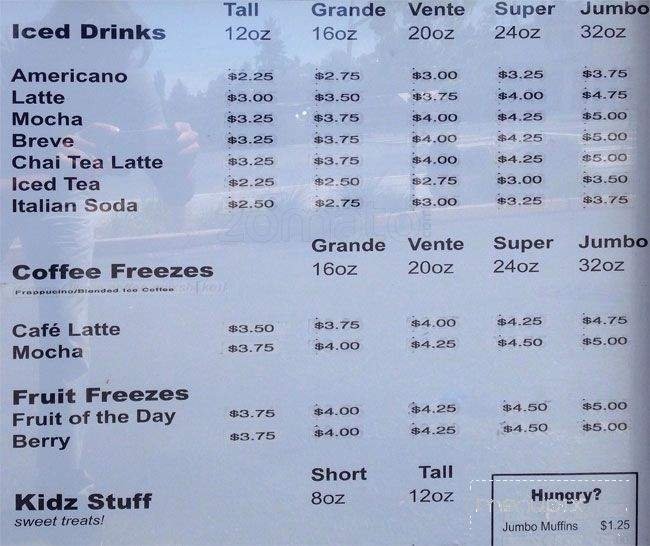 Tall Grande Vente Super Jumbo
Iced Drinks 12oz 16oz 20oz 24oz 32oz
Americano $2.25 $2.75 $3.00 $3.25 $3.75
Latte $3.00 $3.50 $3.75 $4.00 $4.75
Mocha $3.25 $3.75 $4.00 $4.25 $5.00
Breve $3.25 $3.75 $4.00 $4.25 $5.00
Chai Tea Latte $3.25 $3.75 $4.00 $4.25 $5.00
Iced Tea $2.25 $2.50 $2.75 $3.00 $3.50
Italian Soda $2.50 $2.75 $3.00 $3.25 $3.75
zomato
Grande Vente Super Jumbo
Coffee Freezes 16oz 20oz 24oz 32oz
Frappucino/Blended Ice Coffee
Café Latte $3.50 $3.75 $4.00 $4.25 $4.75
Mocha $3.75 $4.00 $4.25 $4.50 $5.00
Fruit Freezes
Fruit of the Day $3.75 $4.00 $4.25 $4.50 $5.00
Berry $3.75 $4.00 $4.25 $4.50 $5.00
Short Tall
Kidz Stuff 8oz 12oz
sweet treats!
Hungry?
menupix
Jumbo Muffins $1.25